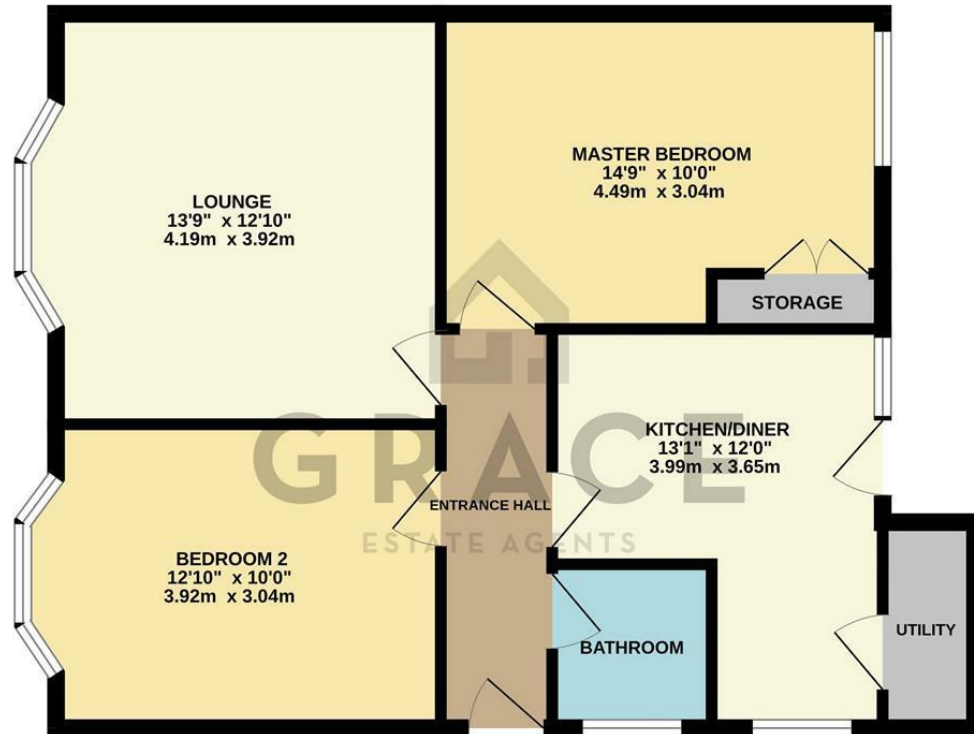 LOUNGE
13'9" x 12'10"
4.19m x 3.92m
MASTER BEDROOM
14'9" x 10'0"
4.49m x 3.04m
STORAGE
KITCHEN/DINER
13'1" x 12'0"
3.99m x 3.65m
GRACE
ESTATE AGENTS
ENTRANCE HALL
BEDROOM 2
12'10" x 10'0"
3.92m x 3.04m
BATHROOM
UTILITY